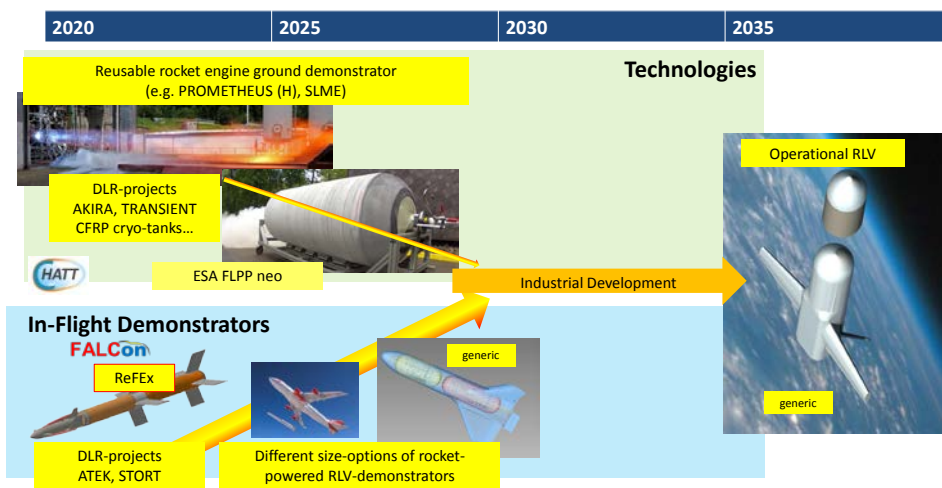 2020 2025 2030 2035
Technologies
Reusable rocket engine ground demonstrator
(e.g. PROMETHEUS (H), SLME)
Operational RLV
DLR-projects
AKIRA, TRANSIENT
CFRP cryo-tanks…
HATT
ESA FLPP neo
Industrial Development
In-Flight Demonstrators
FALCon
ReFEx
generic
generic
DLR-projects
ATEK, STORT
Different size-options of rocket-
powered RLV-demonstrators